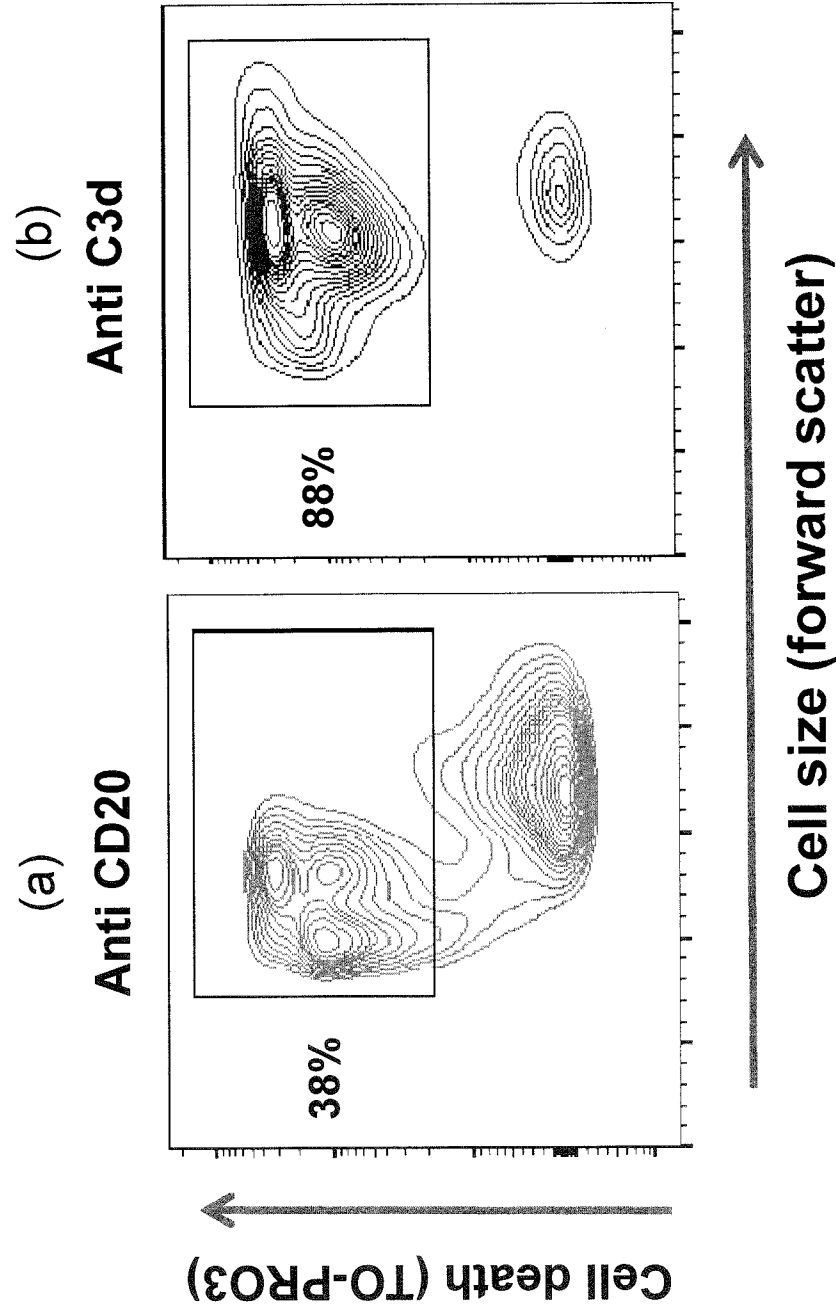 (a)
Anti CD20
38%
(b)
Anti C3d
88%
Cell death (TO-PRO3)
Cell size (forward scatter)